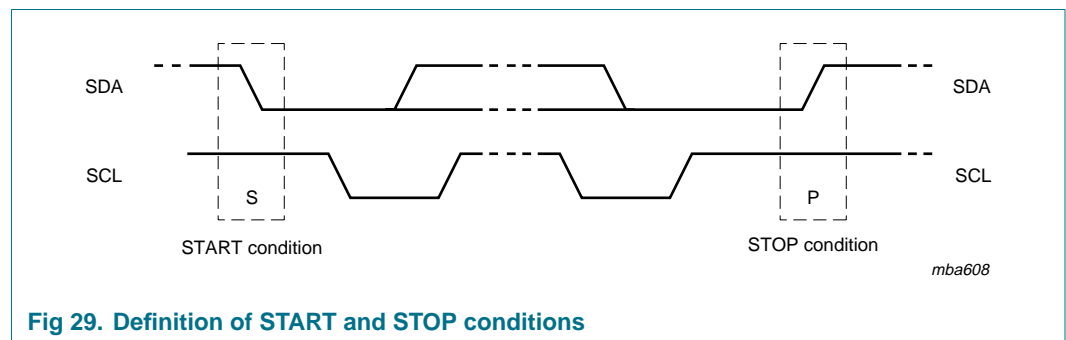 SDA
SDA
SCL
SCL
S
P
START condition
STOP condition
mba608
Fig 29. Definition of START and STOP conditions